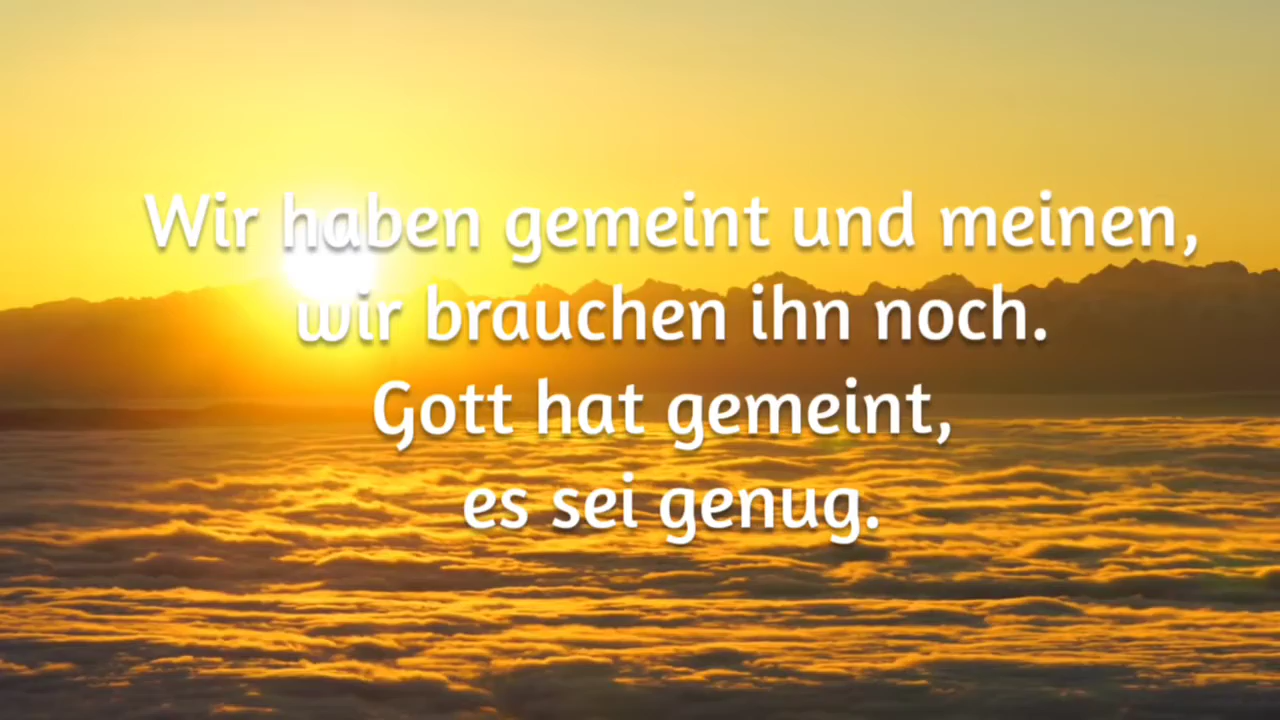 Wir haben gemeint und meinen,
wir brauchen ihn noch.
Gott hat gemeint,
es sei genug.